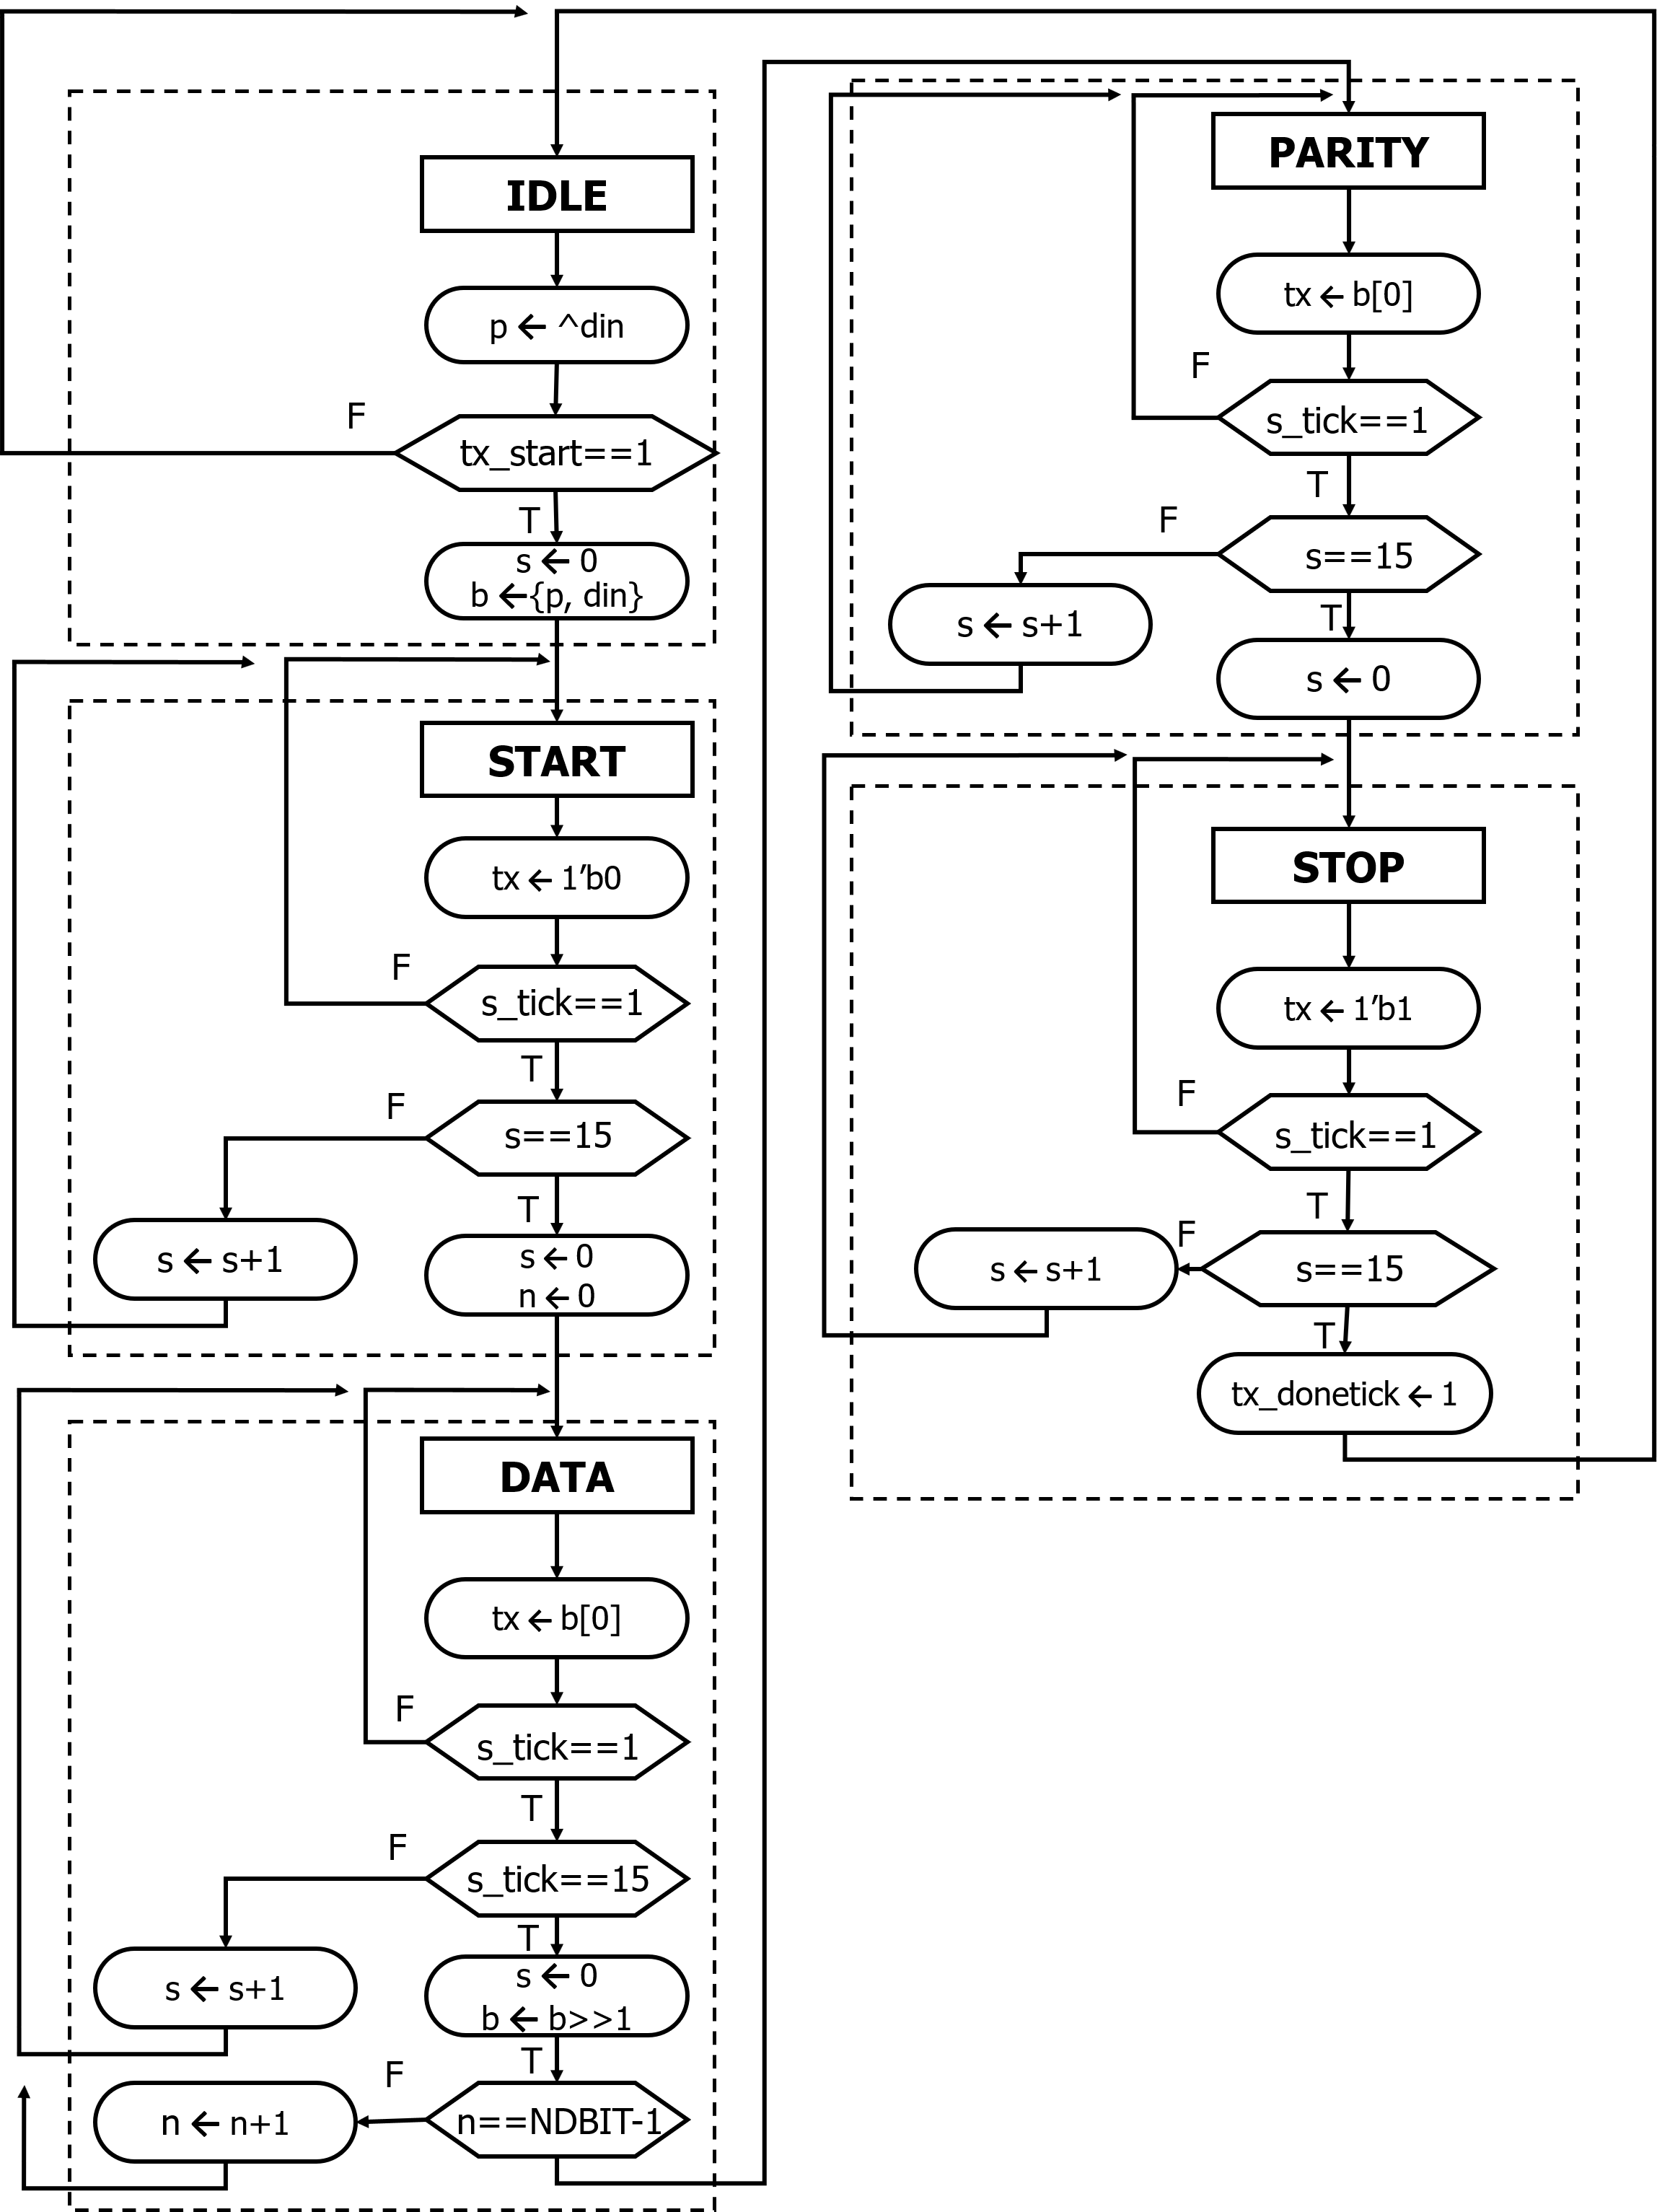 IDLE
p ← ^din
F
tx_start==1
T
s ← 0
b ←{p, din}
START
tx ← 1’b0
F
s_tick==1
T
F
s==15
T
s ← s+1
s ← 0
n ← 0
DATA
tx ← b[0]
F
s_tick==1
T
F
s_tick==15
T
s ← s+1
s ← 0
b ← b>>1
T
F
n ← n+1
n==NDBIT-1
PARITY
tx ← b[0]
F
s_tick==1
T
F
s==15
T
s ← s+1
s ← 0
STOP
tx ← 1’b1
F
s_tick==1
T
F
s ← s+1
s==15
T
tx_donetick ← 1